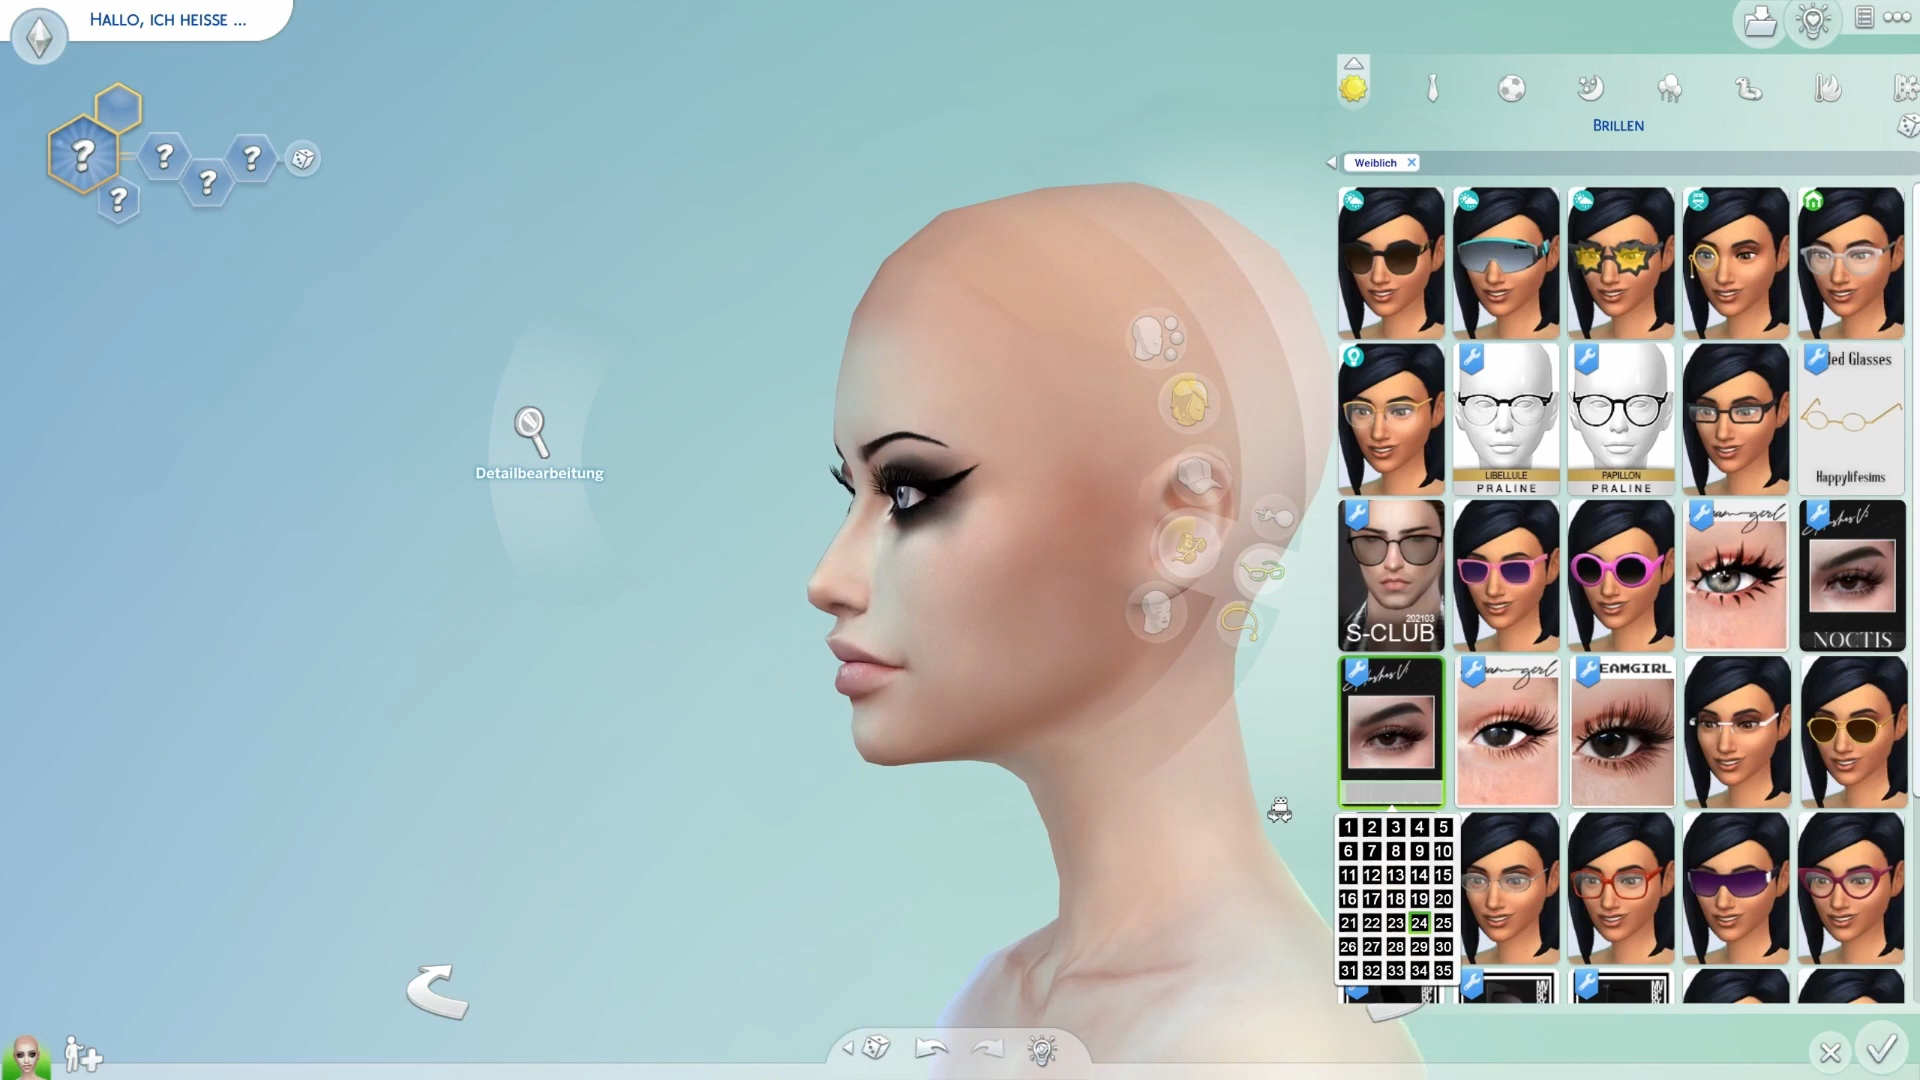 HALLO, ICH HEISSE ...
BRILLEN
Weiblich
Detailbearbeitung
LIBELLULE
PRALINE
PAPILLON
PRALINE
Glasses
Happylifesims
202103
S-CLUB
NOCTIS
1 2 3 4 5
6 7 8 9 10
11 12 13 14 15
16 17 18 19 20
21 22 23 24 25
26 27 28 29 30
31 32 33 34 35